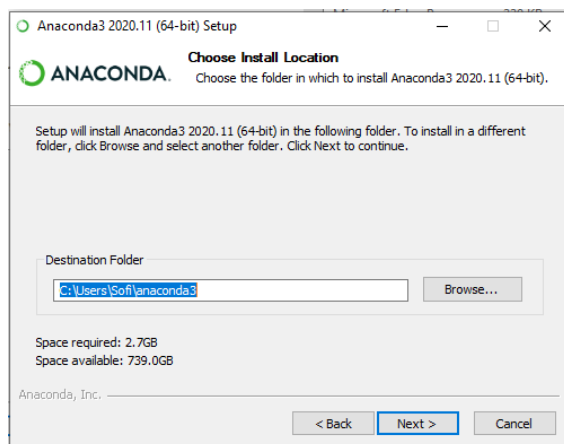 Anaconda3 2020.11 (64-bit) Setup
Choose Install Location
ANACONDA.
Choose the folder in which to install Anaconda3 2020.11 (64-bit).
Setup will install Anaconda3 2020.11 (64-bit) in the following folder. To install in a different
folder, click Browse and select another folder. Click Next to continue.
Destination Folder
C:\Users\Sofi\anaconda3
Browse...
Space required: 2.7GB
Space available: 739.0GB
Anaconda, Inc.
< Back
Next >
Cancel